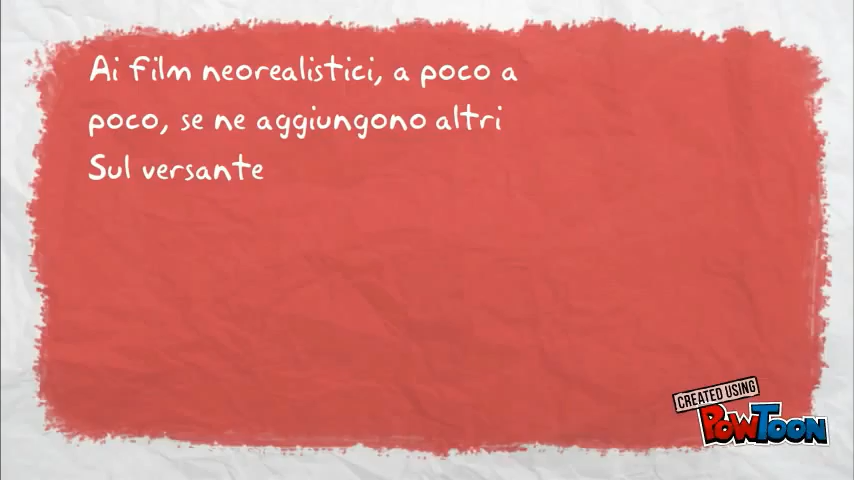 Ai film neorealistici, a poco a
poco, se ne aggiungono altri
Sul versante
CREATED USING
POWTOON